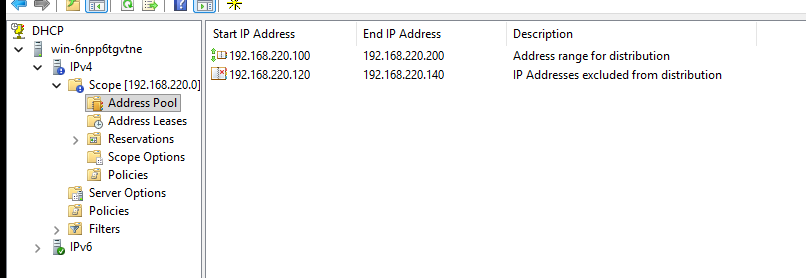 DHCP
win-6npp6tgvtne
IPv4
Scope [192.168.220.0]
Address Pool
Address Leases
Reservations
Scope Options
Policies
Server Options
Policies
Filters
IPv6
Start IP Address End IP Address Description
192.168.220.100 192.168.220.200 Address range for distribution
192.168.220.120 192.168.220.140 IP Addresses excluded from distribution